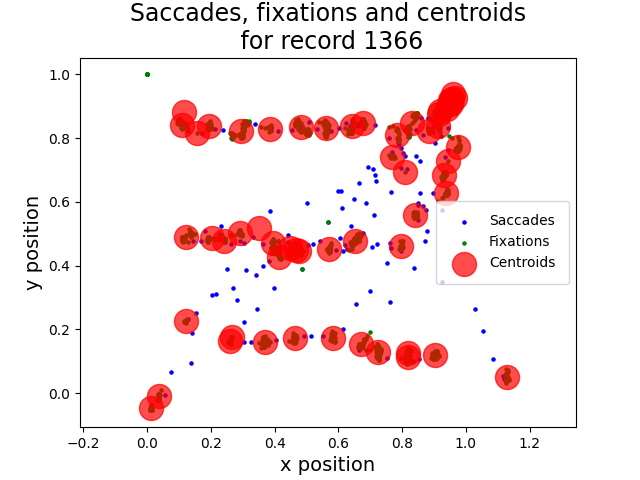 Saccades, fixations and centroids
for record 1366
y position
1.0
0.8
0.6
0.4
0.2
0.0
Saccades
Fixations
Centroids
−0.2
0.0
0.2
0.4
0.6
0.8
1.0
1.2
x position